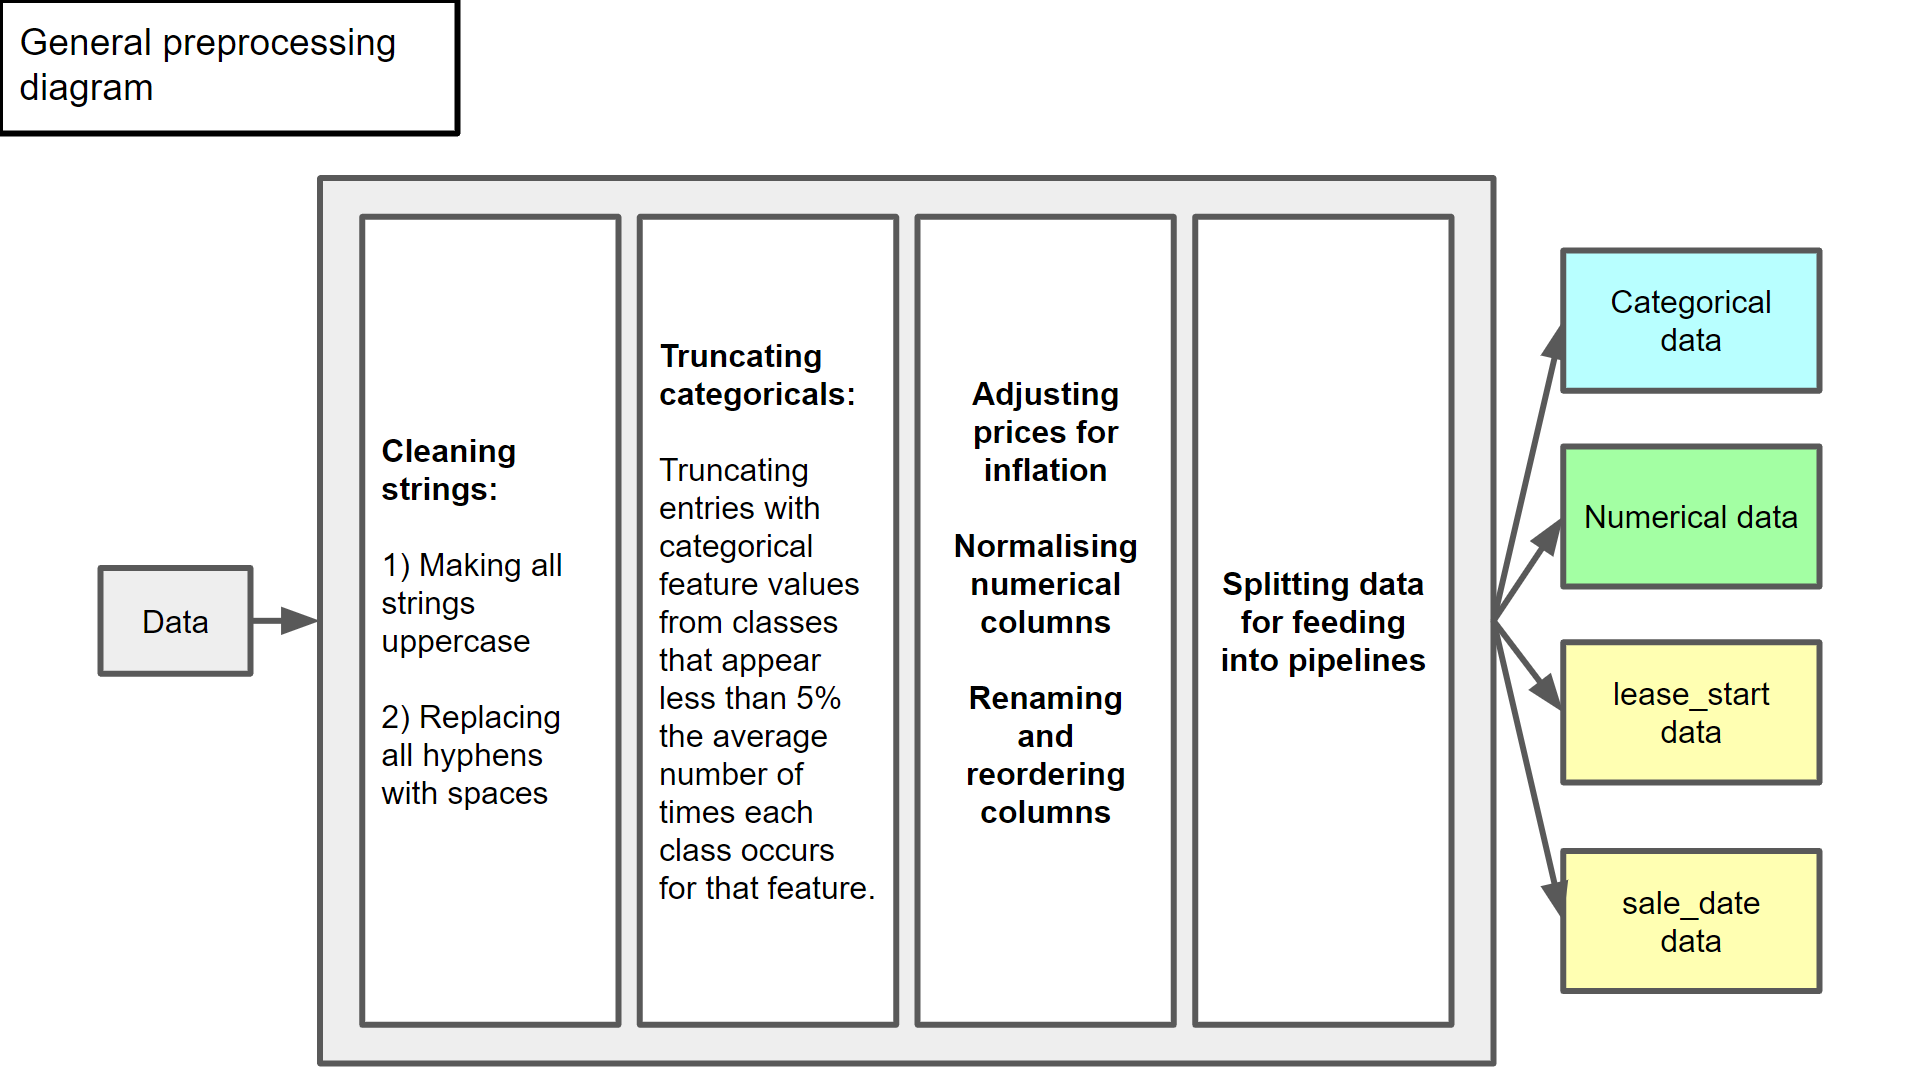 General preprocessing
diagram
Data
Cleaning
strings:
1) Making all
strings
uppercase
2) Replacing
all hyphens
with spaces
Truncating
categoricals:
Truncating
entries with
categorical
feature values
from classes
that appear
less than 5%
the average
number of
times each
class occurs
for that feature.
Adjusting
prices for
inflation
Normalising
numerical
columns
Renaming
and
reordering
columns
Splitting data
for feeding
into pipelines
Categorical
data
Numerical data
lease_start
data
sale_date
data